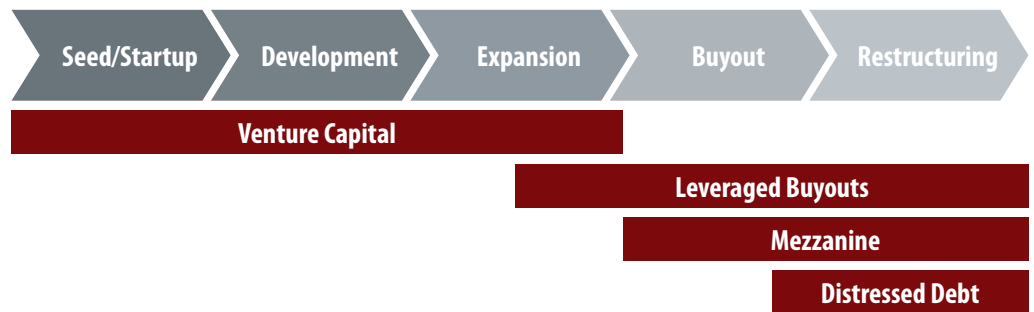 Seed/Startup Development Expansion Buyout Restructuring
Venture Capital
Leveraged Buyouts
Mezzanine
Distressed Debt